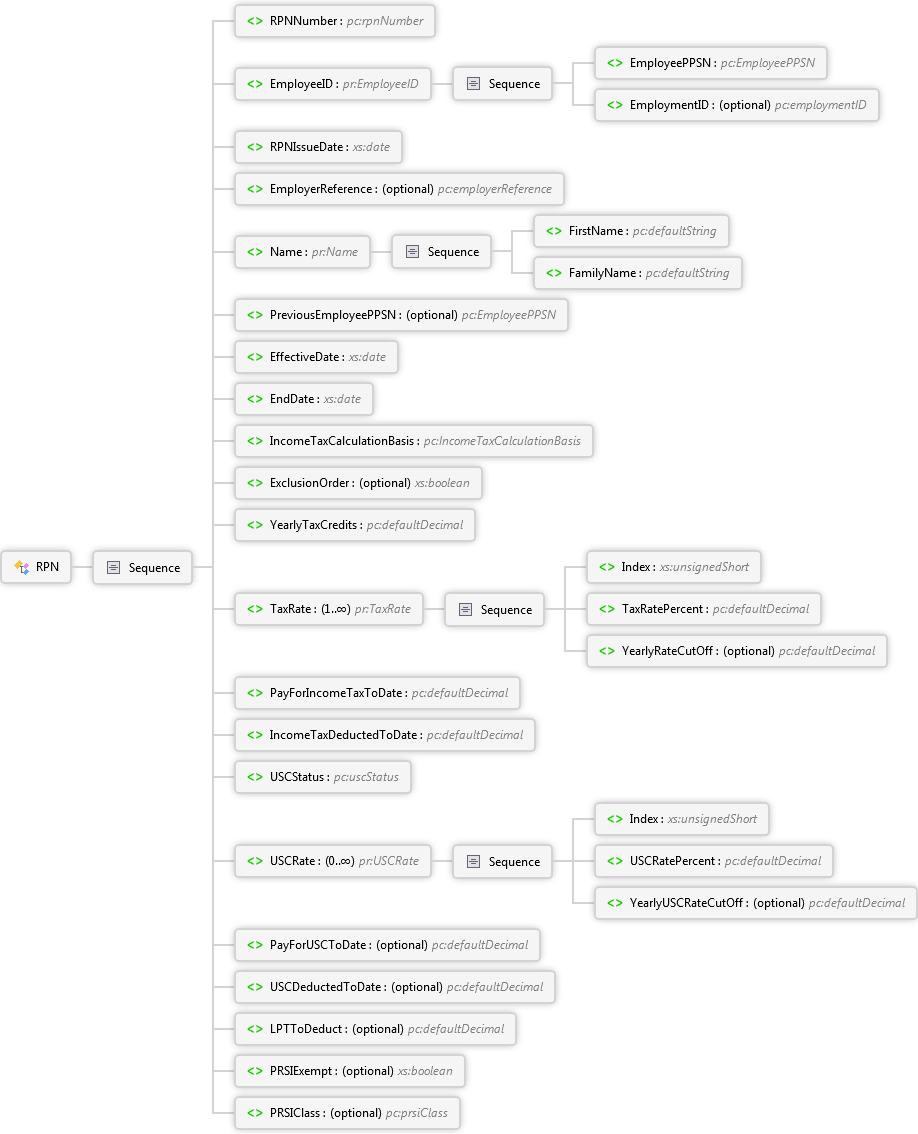 RPNNumber : pc:rpnNumber
EmployeeID : pr:EmployeeID
Sequence
EmployeePPSN : pc:EmployeePPSN
EmploymentID : (optional) pc:employmentID
RPNIssueDate : xs:date
EmployerReference : (optional) pc:employerReference
Name : pr:Name
Sequence
FirstName : pc:defaultString
FamilyName : pc:defaultString
PreviousEmployeePPSN : (optional) pc:EmployeePPSN
EffectiveDate : xs:date
EndDate : xs:date
IncomeTaxCalculationBasis : pc:IncomeTaxCalculationBasis
ExclusionOrder : (optional) xs:boolean
YearlyTaxCredits : pc:defaultDecimal
RPN
Sequence
TaxRate : (1..∞) pr:TaxRate
Sequence
Index : xs:unsignedShort
TaxRatePercent : pc:defaultDecimal
YearlyRateCutOff : (optional) pc:defaultDecimal
PayForIncomeTaxToDate : pc:defaultDecimal
IncomeTaxDeductedToDate : pc:defaultDecimal
USCStatus : pc:uscStatus
USCRate : (0..∞) pr:USCRate
Sequence
Index : xs:unsignedShort
USCRatePercent : pc:defaultDecimal
YearlyUSCRateCutOff : (optional) pc:defaultDecimal
PayForUSCToDate : (optional) pc:defaultDecimal
USCDeductedToDate : (optional) pc:defaultDecimal
LPTToDeduct : (optional) pc:defaultDecimal
PRSIExempt : (optional) xs:boolean
PRSIClass : (optional) pc:prsiClass